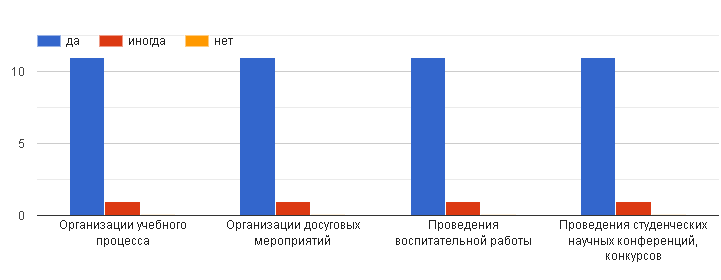 да иногда нет
10
5
0
Организации учебного
процесса
Организации досуговых
мероприятий
Проведения
воспитательной работы
Проведения студенческих
научных конференций,
конкурсов